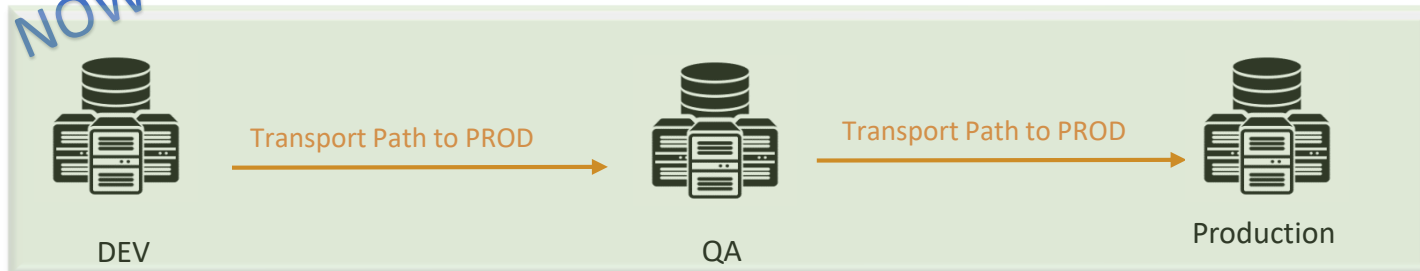 NOW
Transport Path to PROD
Transport Path to PROD
DEV
QA
Production